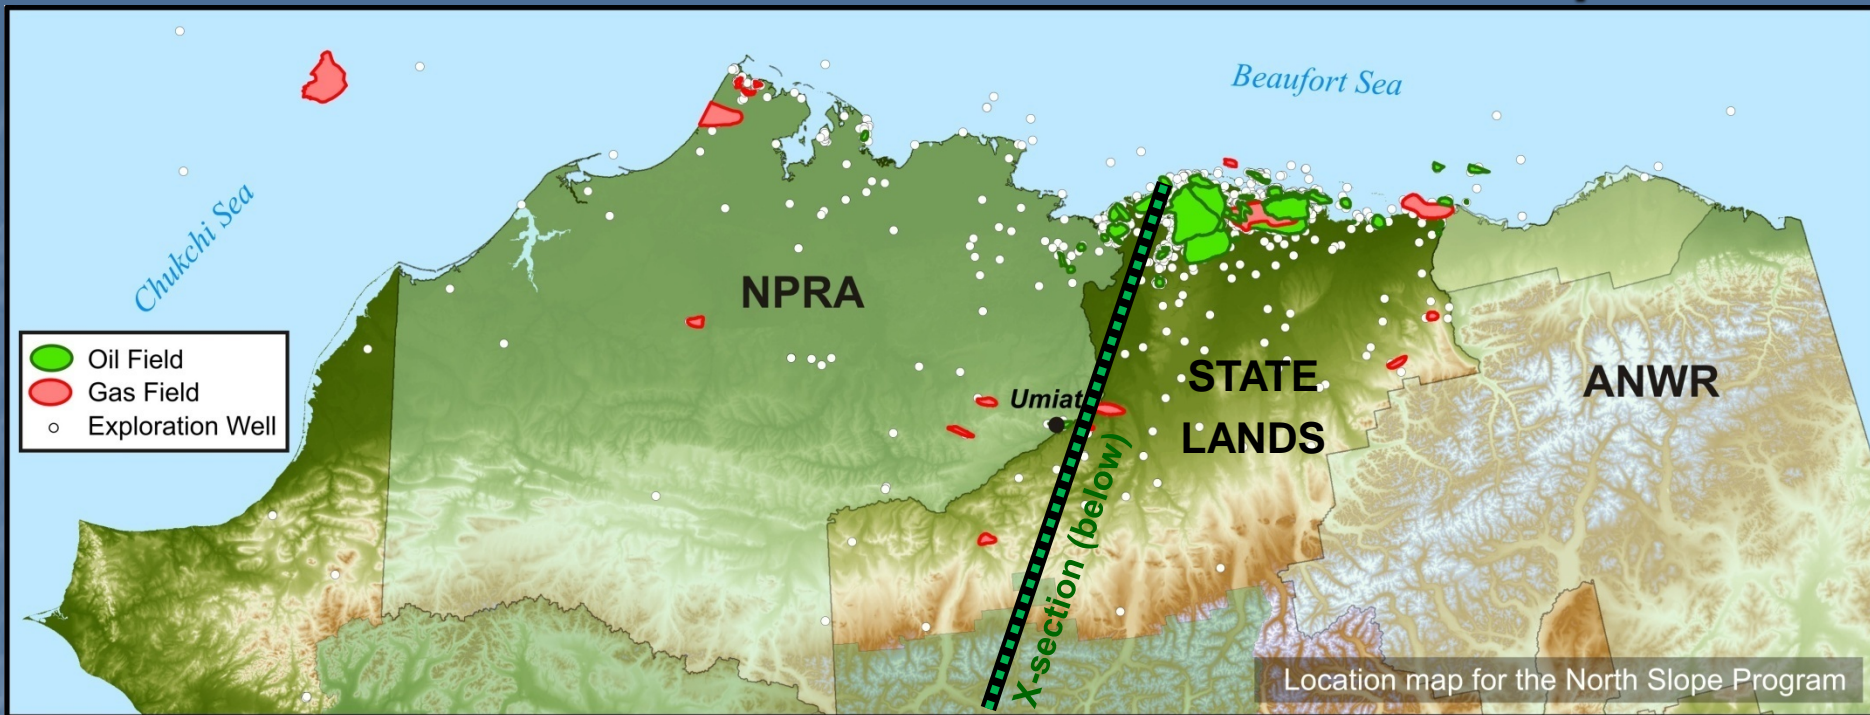 Beaufort Sea
Chukchi Sea
NPRA
Oil Field
Gas Field
Exploration Well
Umiat
STATE
LANDS
ANWR
X-section (below)
Location map for the North Slope Program